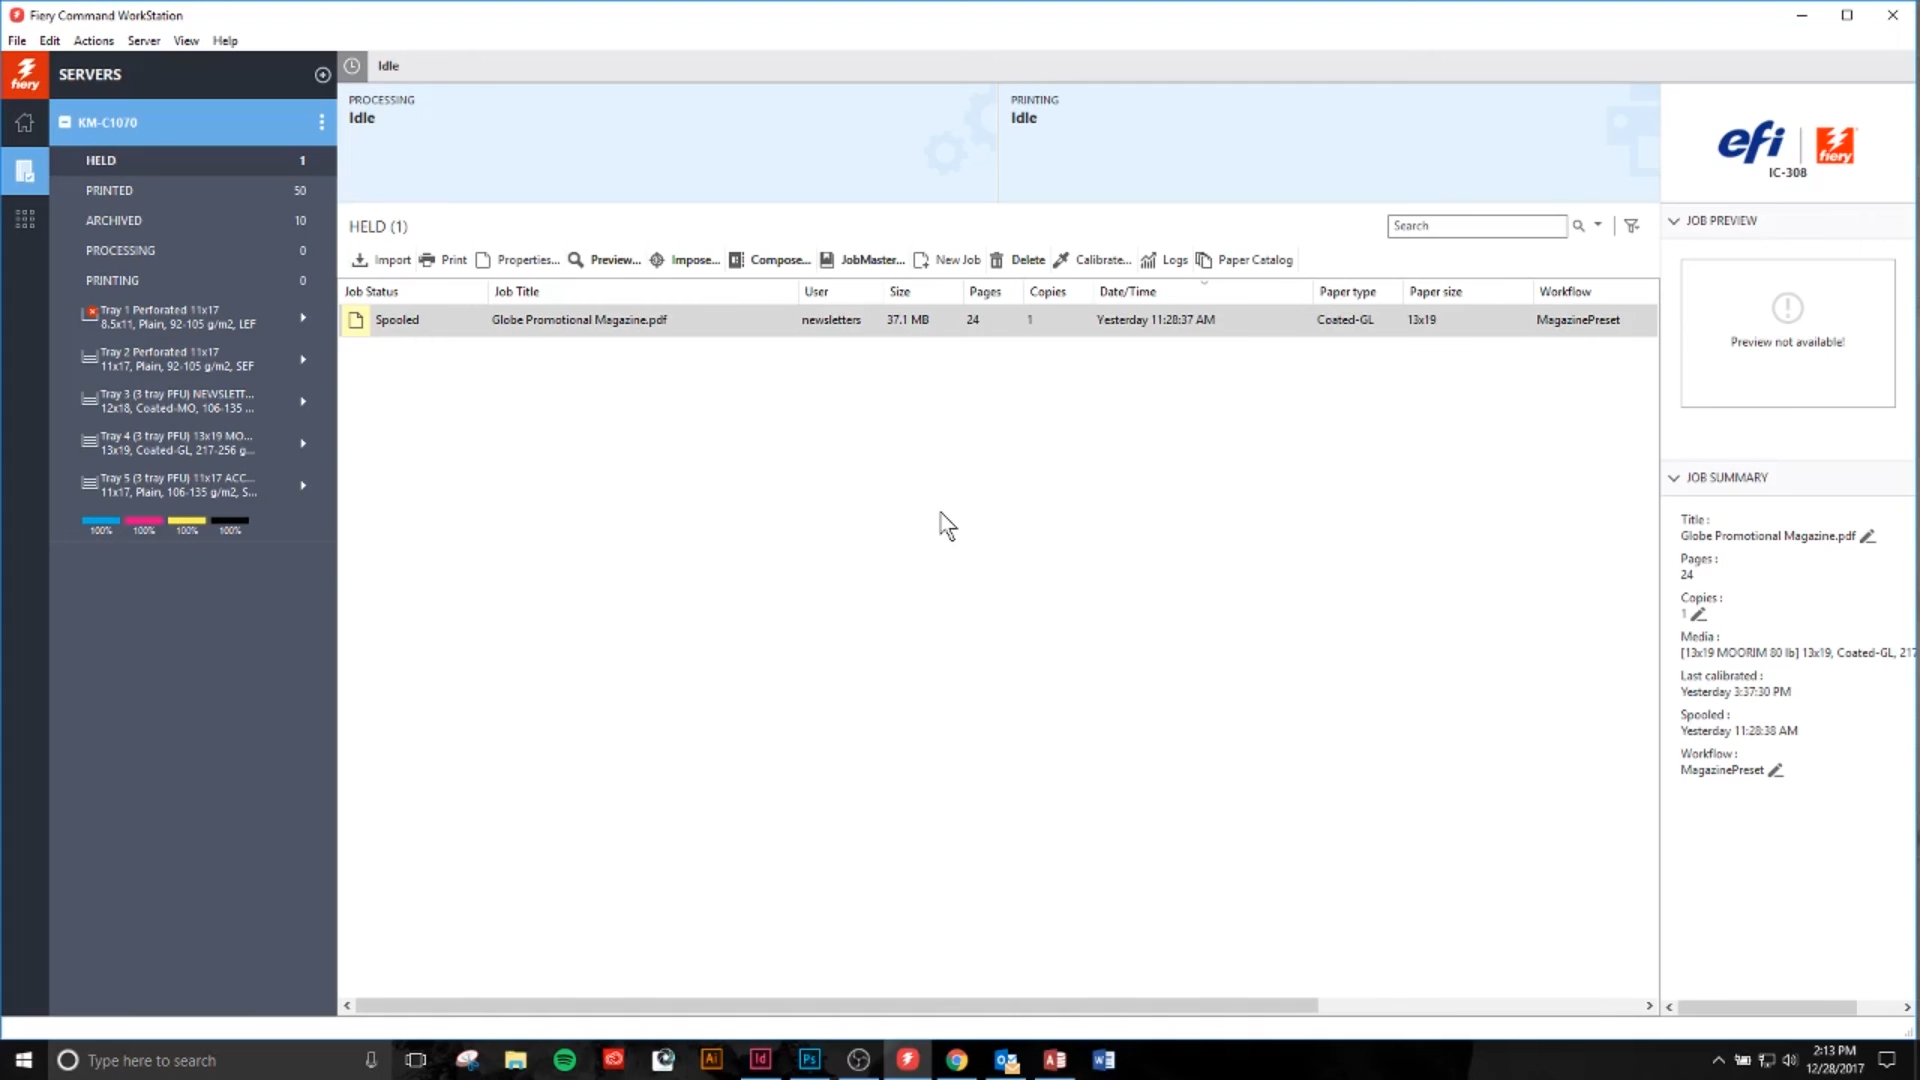 Fiery Command WorkStation
File Edit Actions Server View Help
fiery
SERVERS
Idle
KM-C1070
HELD 1
PRINTED 50
ARCHIVED 10
PROCESSING 0
PRINTING 0
Tray 1 Perforated 11x17
8.5x11, Plain, 92-105 g/m2, LEF
Tray 2 Perforated 11x17
11x17, Plain, 92-105 g/m2, SEF
Tray 3 (3 tray PFU) NEWSLETT...
12x18, Coated-MO, 106-135 ...
Tray 4 (3 tray PFU) 13x19 MO...
13x19, Coated-GL, 217-256 g...
Tray 5 (3 tray PFU) 11x17 ACC...
11x17, Plain, 106-135 g/m2, S...
100% 100% 100% 100%
PROCESSING
Idle
PRINTING
Idle
HELD (1)
Search
Import Print Properties... Preview... Impose... Compose... JobMaster... New Job Delete Calibrate... Logs Paper Catalog
Job Status Job Title User Size Pages Copies Date/Time Paper type Paper size Workflow
Spooled Globe Promotional Magazine.pdf newsletters 37.1 MB 24 1 Yesterday 11:28:37 AM Coated-GL 13x19 MagazinePreset
efi fiery
IC-308
JOB PREVIEW
Preview not available!
JOB SUMMARY
Title :
Globe Promotional Magazine.pdf
Pages :
24
Copies :
1
Media :
[13x19 MOORIM 80 lb] 13x19, Coated-GL, 217
Last calibrated :
Yesterday 3:37:30 PM
Spooled :
Yesterday 11:28:38 AM
Workflow :
MagazinePreset
Type here to search
Ai Id Ps
2:13 PM
12/28/2017